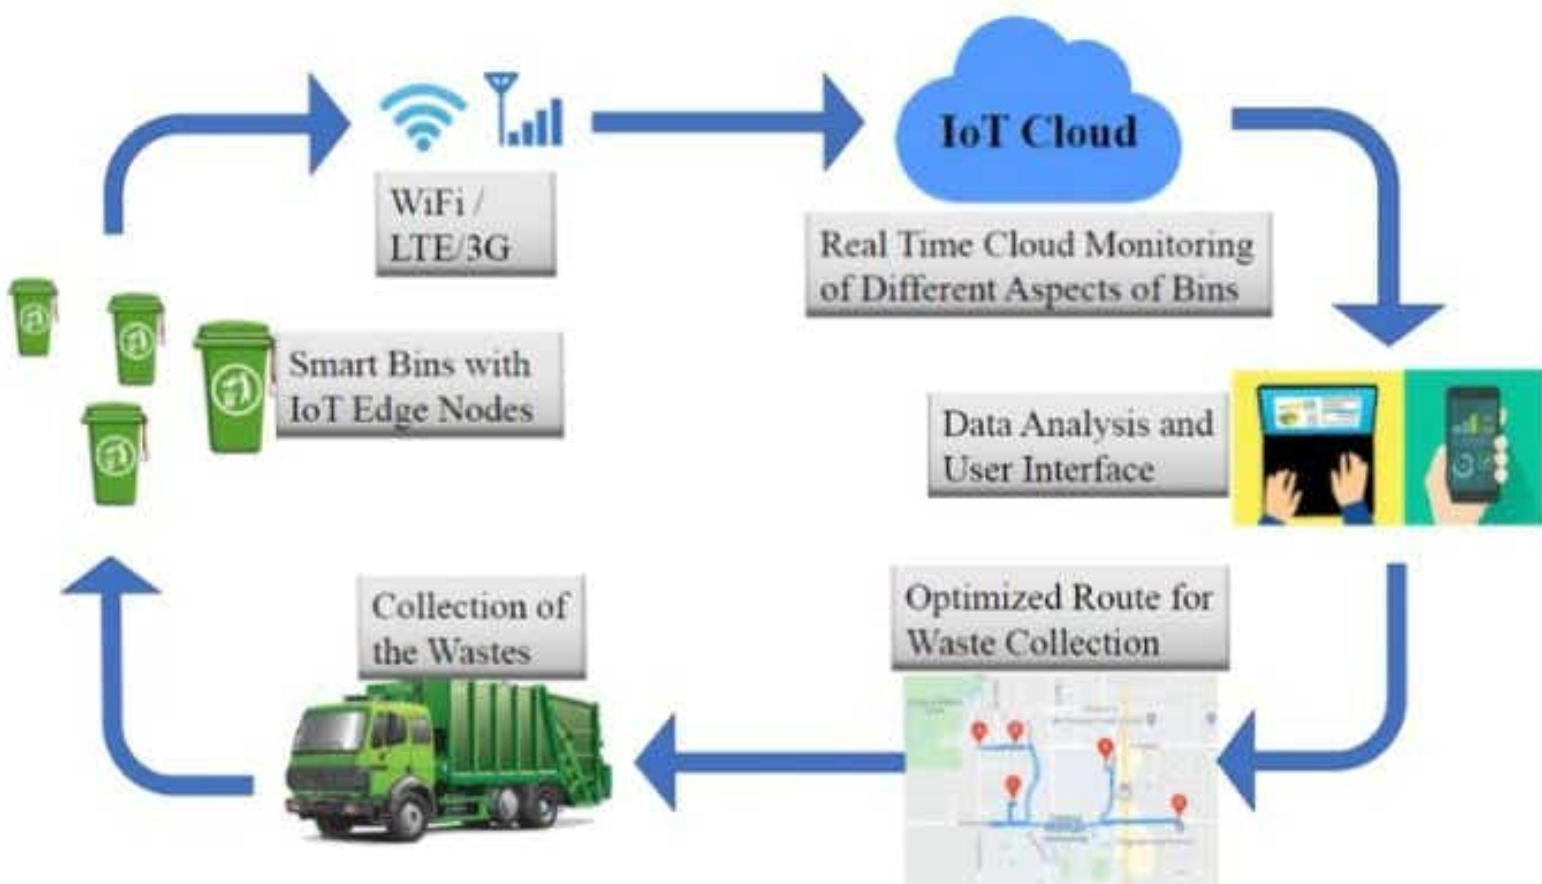 IoT Cloud
WiFi /
LTE/3G
Real Time Cloud Monitoring
of Different Aspects of Bins
Smart Bins with
IoT Edge Nodes
Data Analysis and
User Interface
Optimized Route for
Waste Collection
Collection of
the Wastes